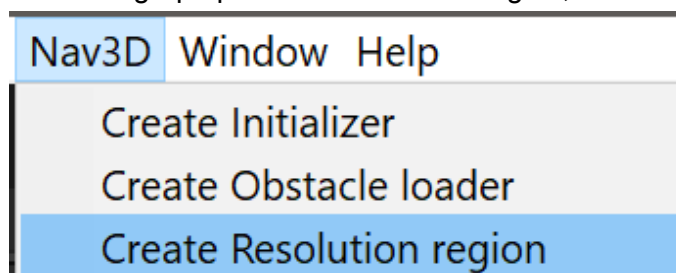 Nav3D Window Help
Create Initializer
Create Obstacle loader
Create Resolution region